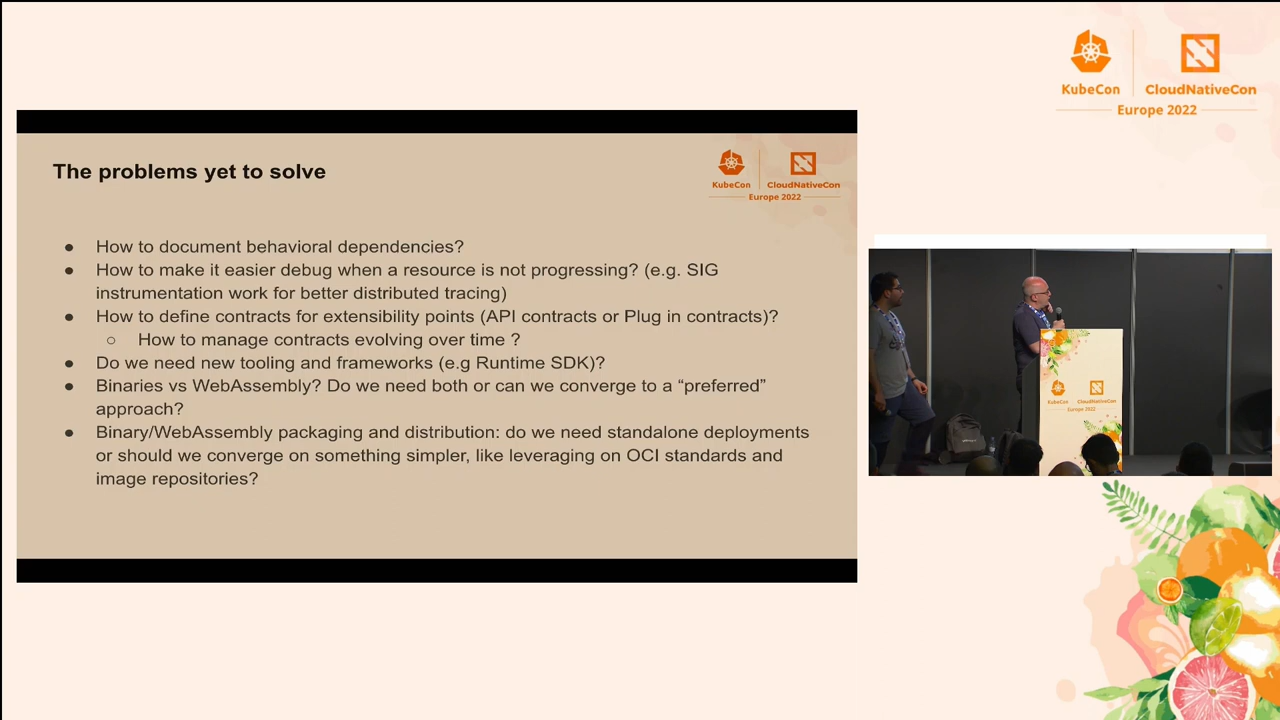 KubeCon
CloudNativeCon
Europe 2022
The problems yet to solve
KubeCon
CloudNativeCon
Europe 2022
● How to document behavioral dependencies?
● How to make it easier debug when a resource is not progressing? (e.g. SIG
instrumentation work for better distributed tracing)
● How to define contracts for extensibility points (API contracts or Plug in contracts)?
○ How to manage contracts evolving over time ?
● Do we need new tooling and frameworks (e.g Runtime SDK)?
● Binaries vs WebAssembly? Do we need both or can we converge to a “preferred”
approach?
● Binary/WebAssembly packaging and distribution: do we need standalone deployments
or should we converge on something simpler, like leveraging on OCI standards and
image repositories?
KubeCon
CloudNativeCon
Europe 2022